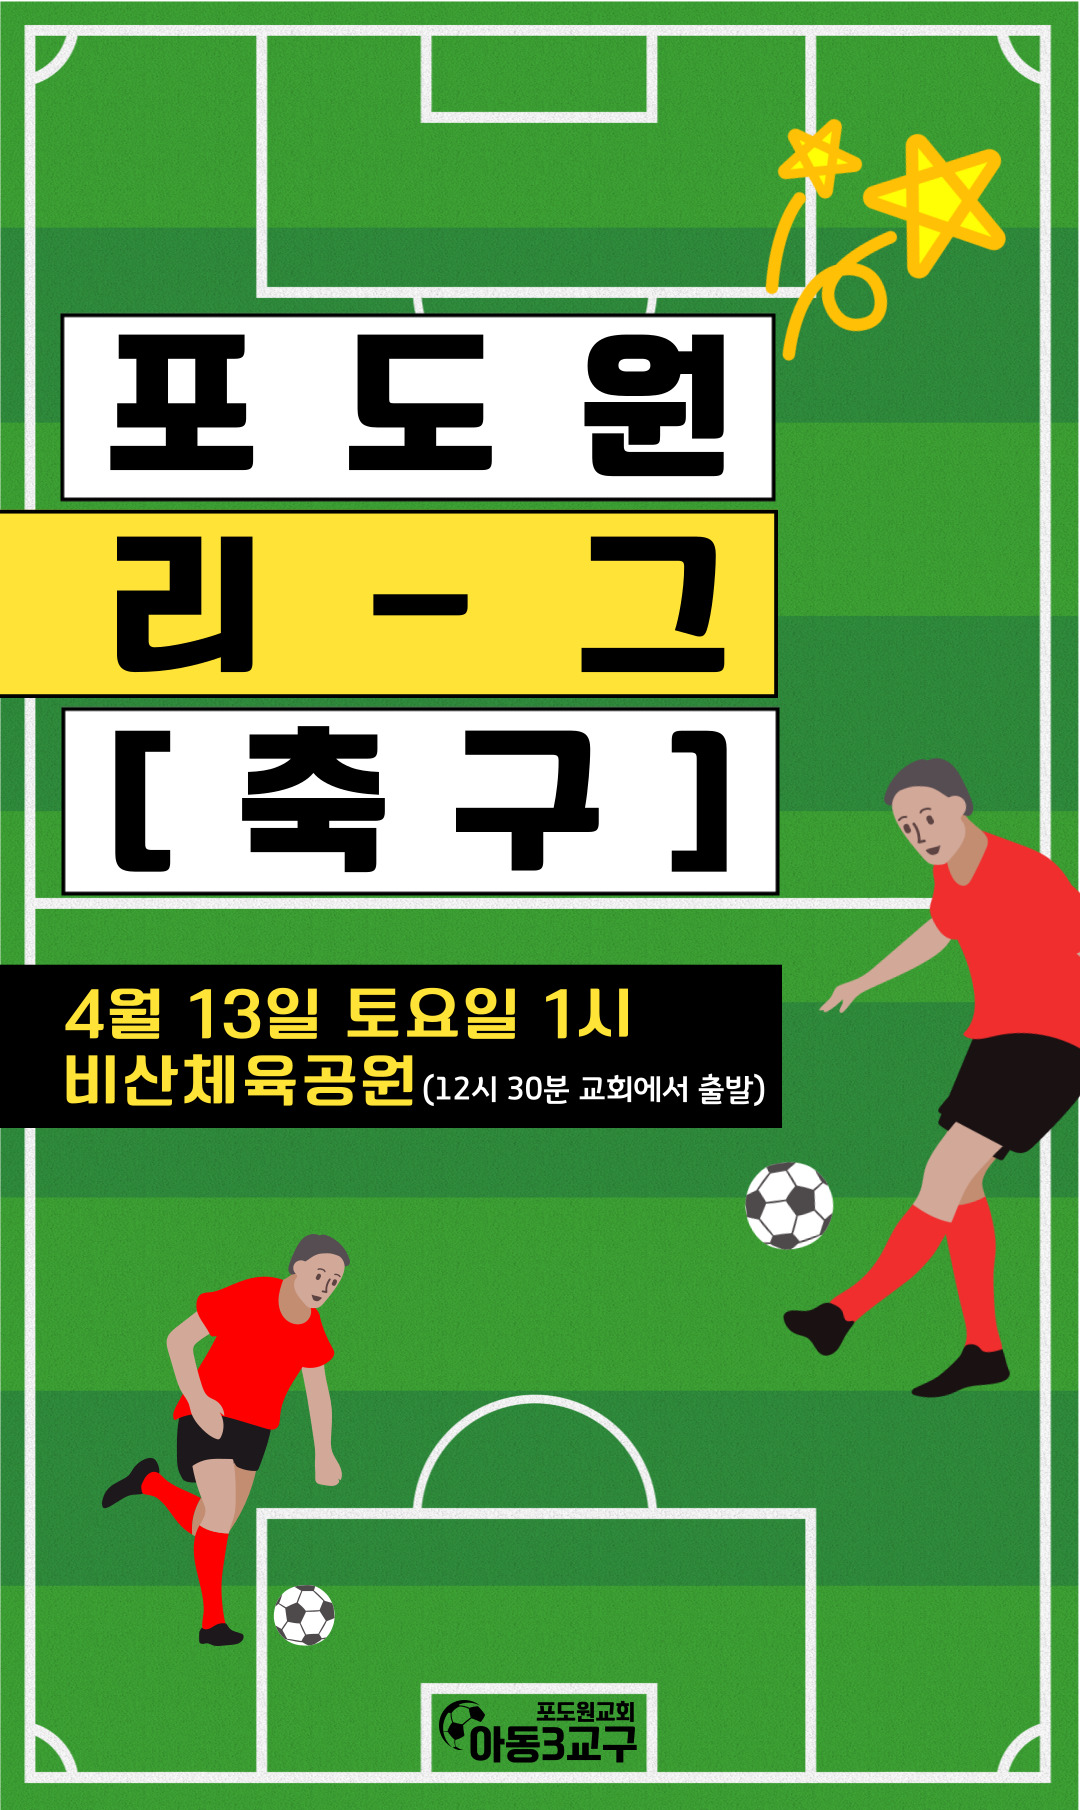 포 도 원
리 - 그
[ 축 구 ]
4월 13일 토요일 1시
비산체육공원 (12시 30분 교회에서 출발)
포도원교회
아동3교구